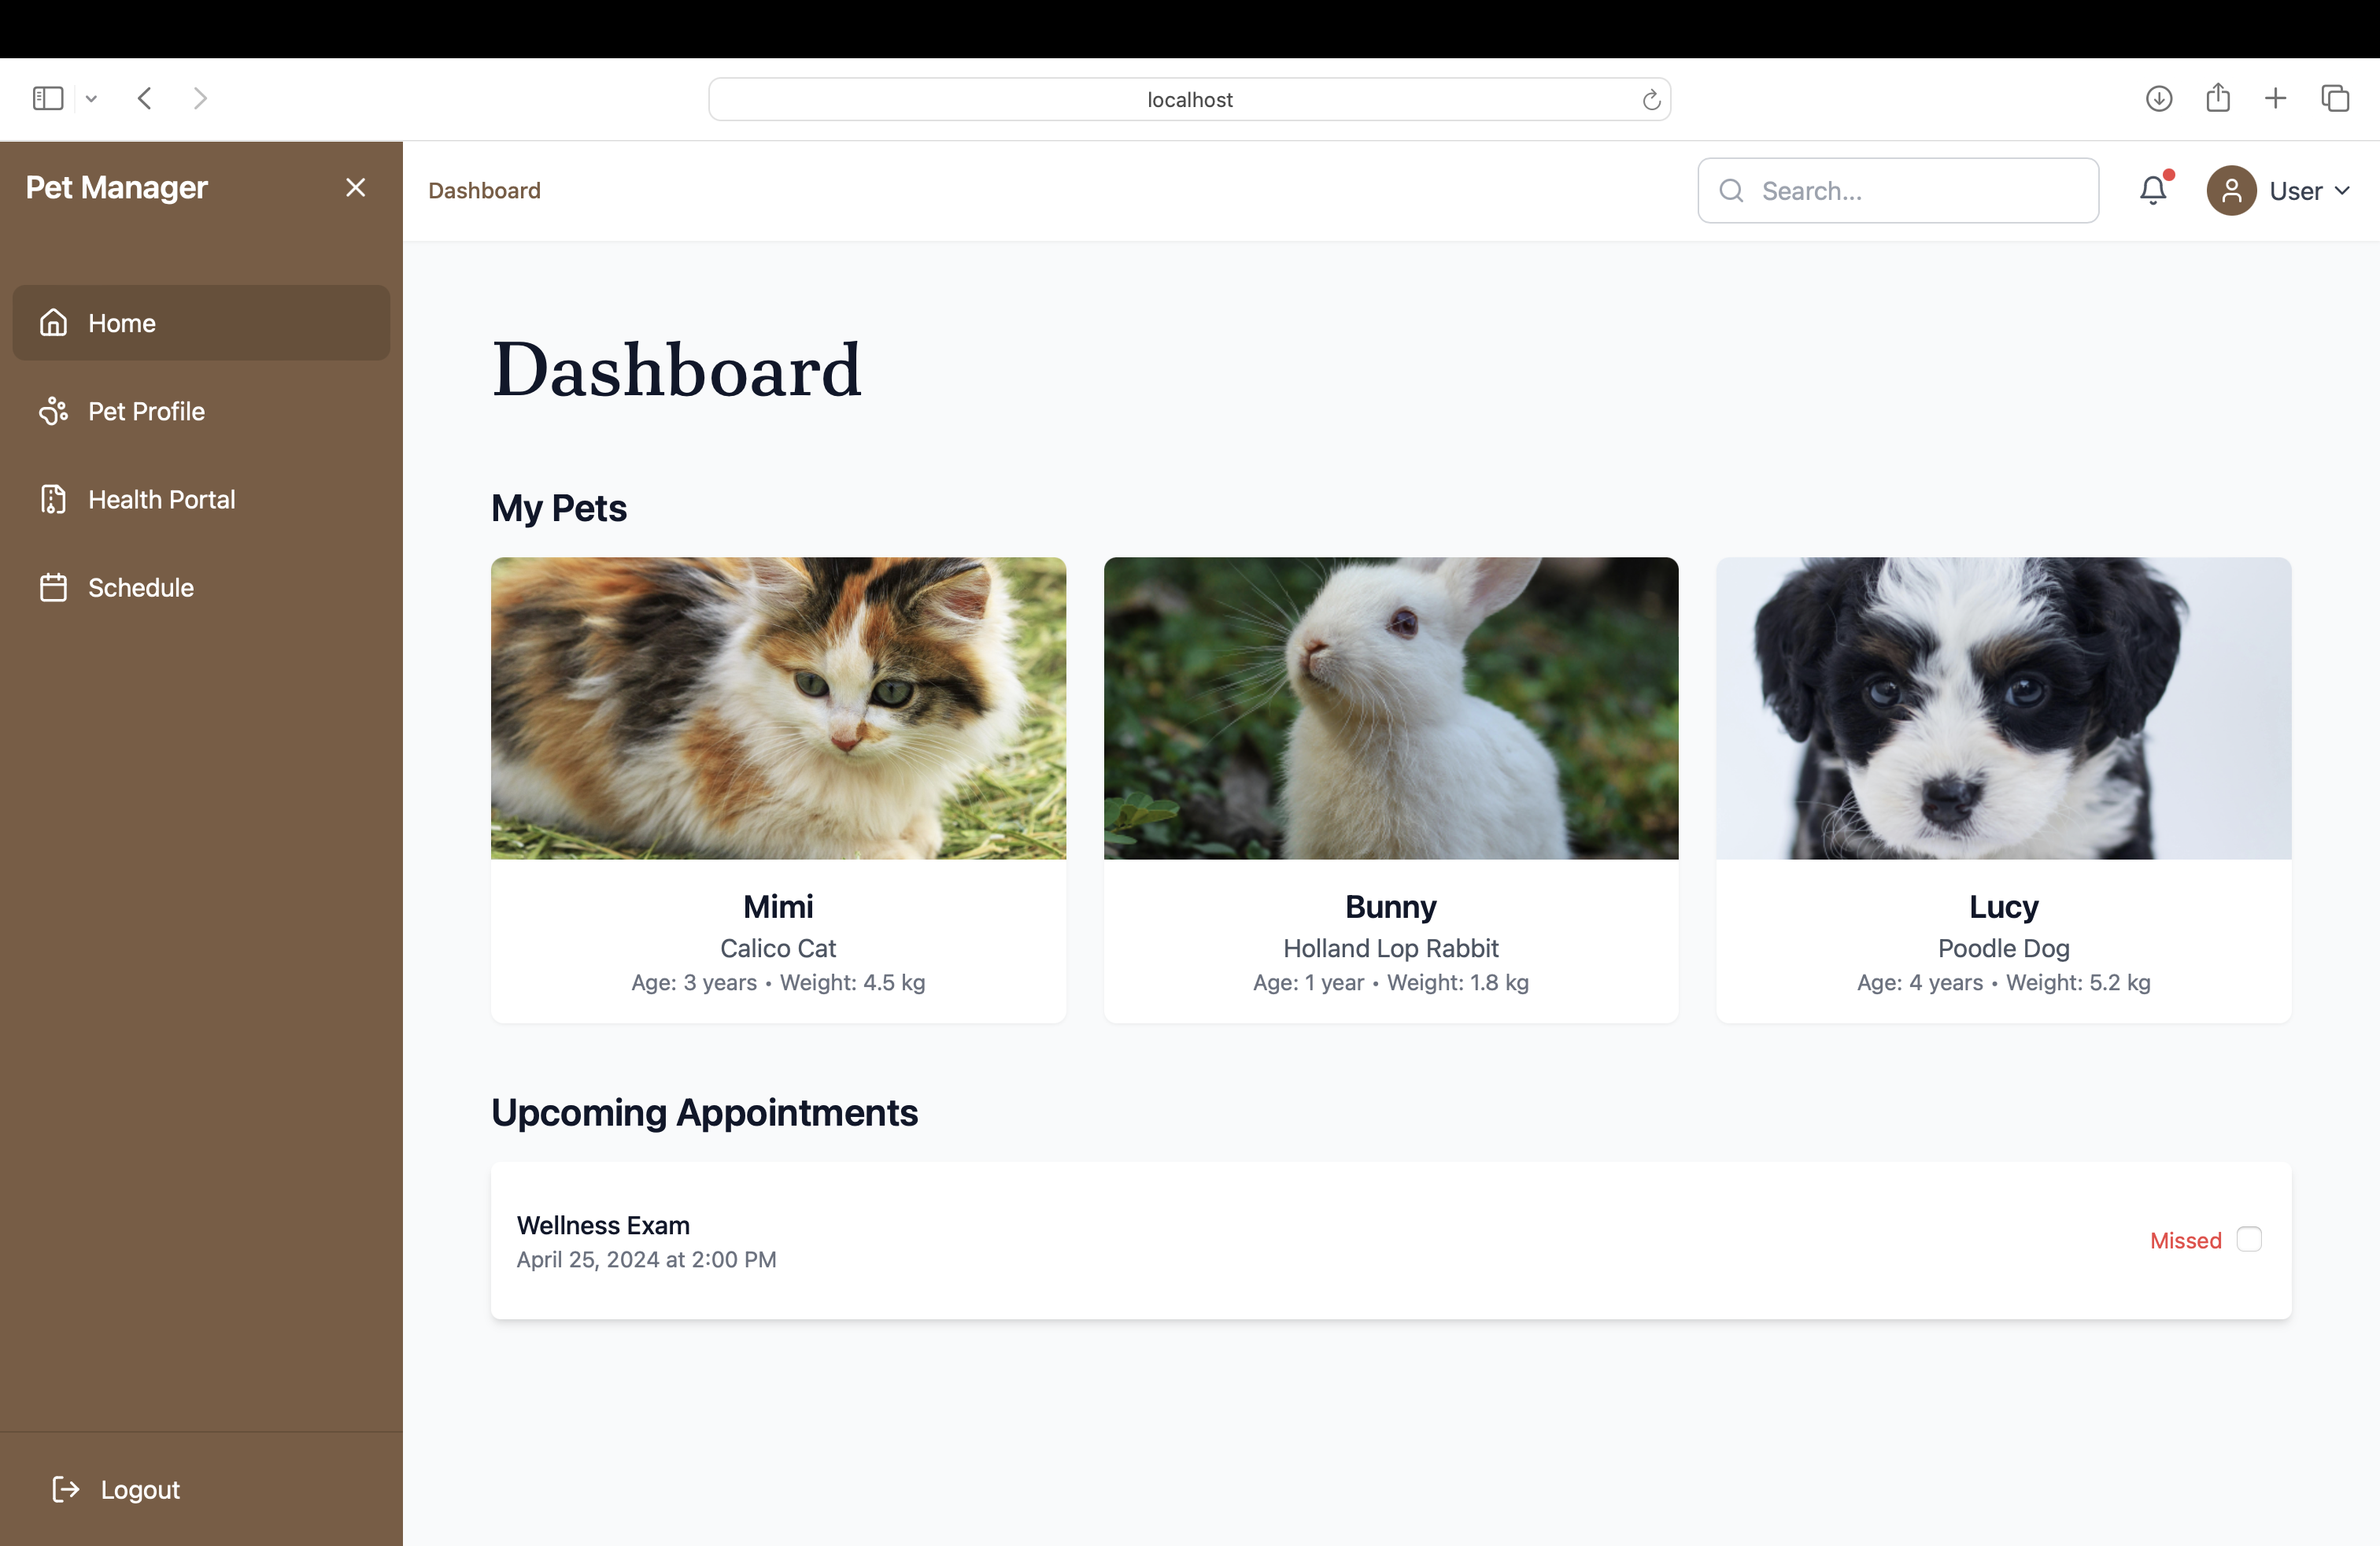 localhost
Pet Manager
Dashboard
Search...
User
Home
Pet Profile
Health Portal
Schedule
Logout
Dashboard
My Pets
Mimi
Calico Cat
Age: 3 years • Weight: 4.5 kg
Bunny
Holland Lop Rabbit
Age: 1 year • Weight: 1.8 kg
Lucy
Poodle Dog
Age: 4 years • Weight: 5.2 kg
Upcoming Appointments
Wellness Exam
April 25, 2024 at 2:00 PM
Missed